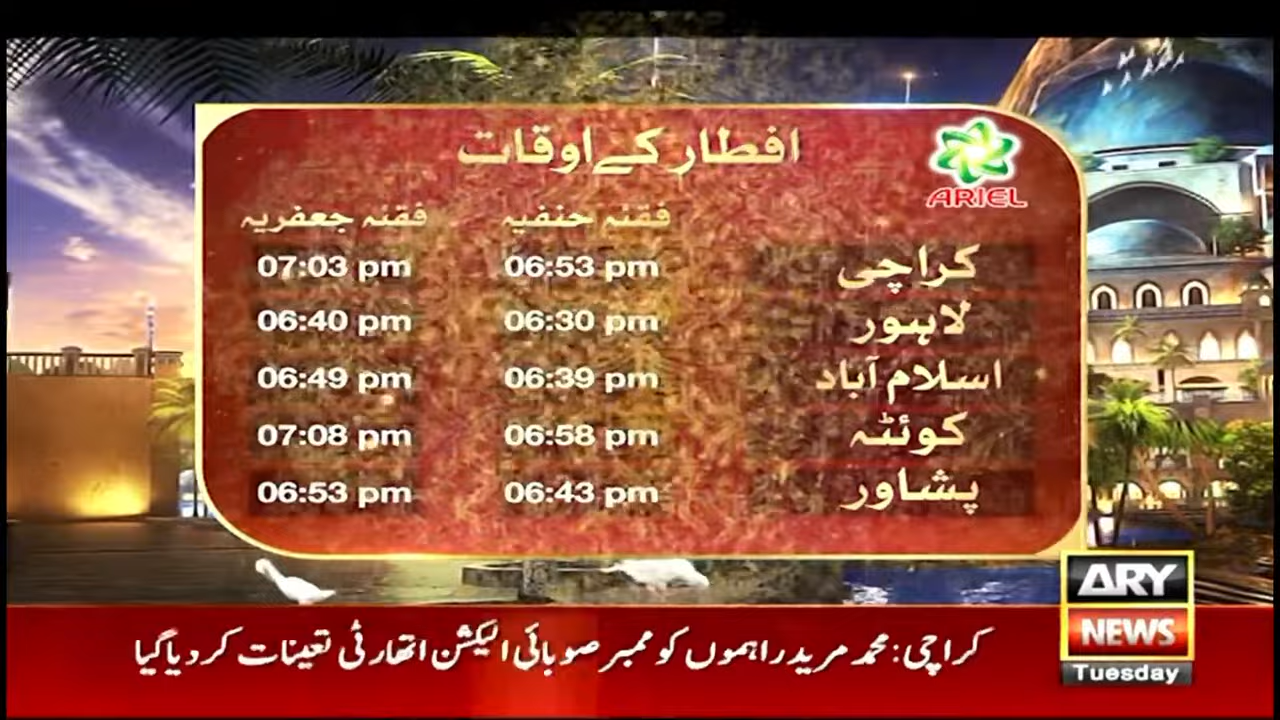 افطار کے اوقات
ARIEL
فقئہ حنفیہ فقئہ جعفریہ
کراچی 06:53 pm 07:03 pm
لاہور 06:30 pm 06:40 pm
اسلام آباد 06:39 pm 06:49 pm
کوئٹہ 06:58 pm 07:08 pm
پشاور 06:43 pm 06:53 pm
کراچی: محمد مرید راہموں کو ممبر صوبائی الیکشن اتھارٹی تعینات کر دیا گیا
ARY
NEWS
Tuesday